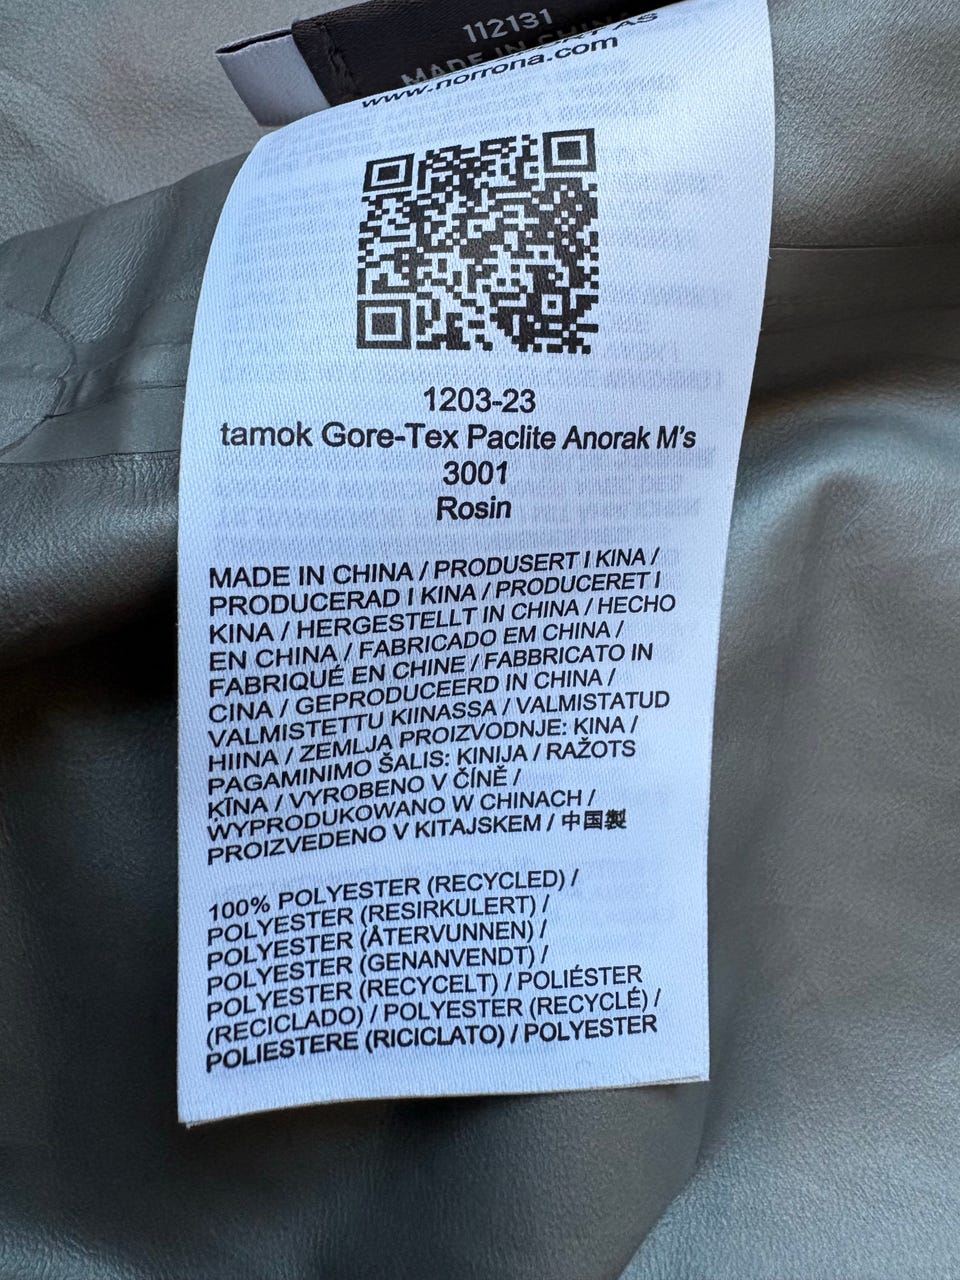 112131
MADE IN
www.norrona.com
1203-23
tamok Gore-Tex Paclite Anorak M's
3001
Rosin
MADE IN CHINA / PRODUSERT I KINA /
PRODUCERAD I KINA / PRODUCERET I
KINA / HERGESTELLT IN CHINA / HECHO
EN CHINA / FABRICADO EM CHINA /
FABRIQUÉ EN CHINE / FABBRICATO IN
CINA / GEPRODUCEERD IN CHINA /
VALMISTETTU KIINASSA / VALMISTATUD
HIINA / ZEMLJA PROIZVODNJE: KINA /
PAGAMINIMO ŠALIS: KINIJA / RAŽOTS
ĶĪNA / VYROBENO V ČÍNĚ /
WYPRODUKOWANO W CHINACH /
PROIZVEDENO V KITAJSKEM / 中国製
100% POLYESTER (RECYCLED) /
POLYESTER (RESIRKULERT) /
POLYESTER (ÅTERVUNNEN) /
POLYESTER (GENANVENDT) /
POLYESTER (RECYCELT) / POLIÉSTER
(RECICLADO) / POLYESTER (RECYCLÉ) /
POLIESTERE (RICICLATO) / POLYESTER